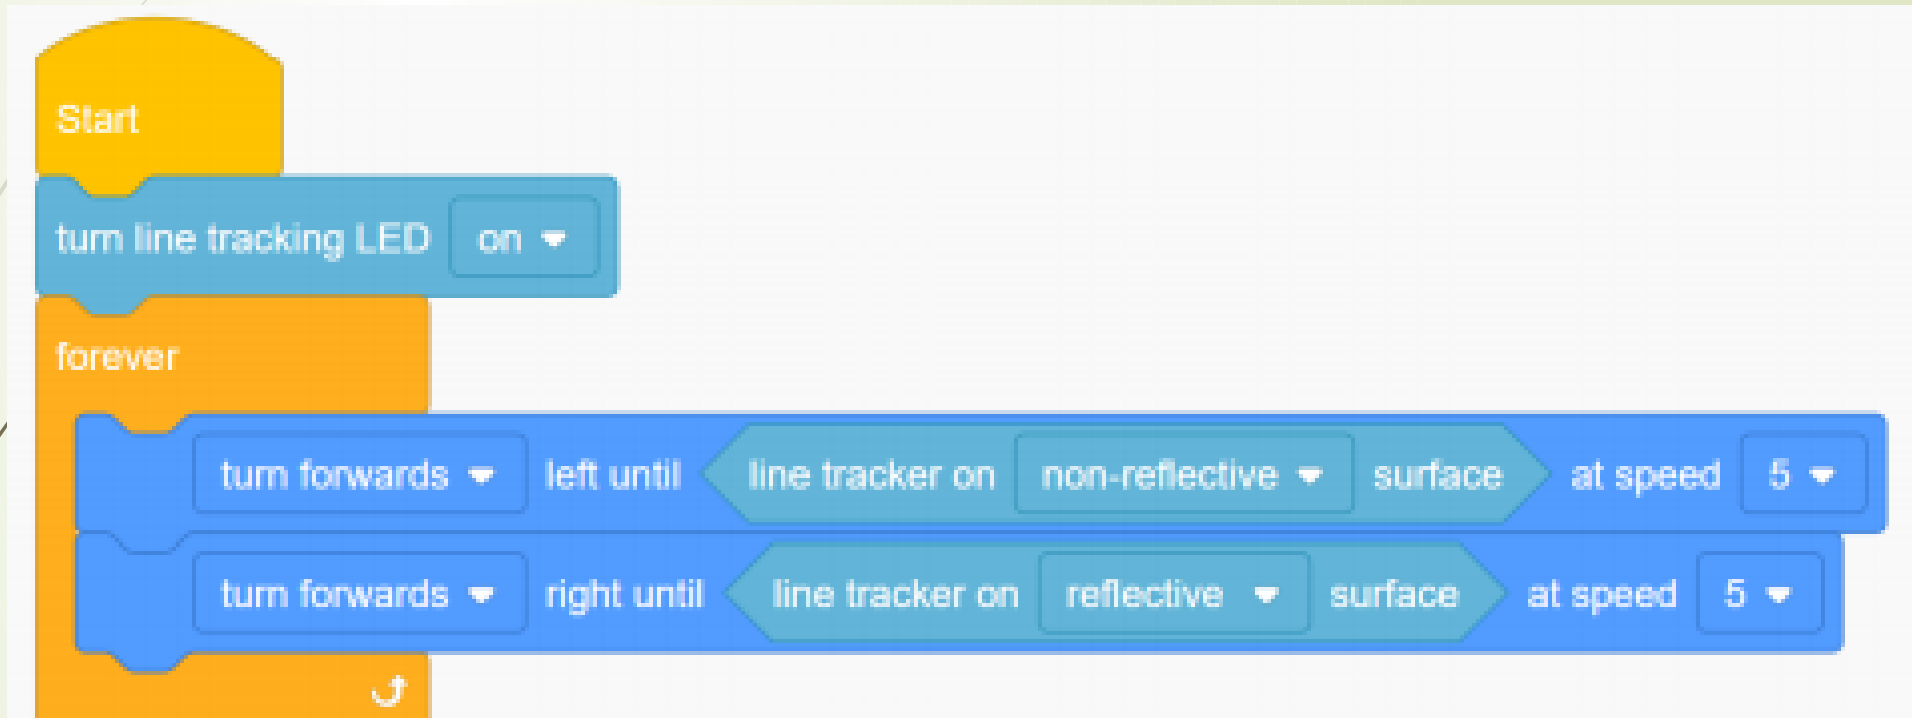 Start
turn line tracking LED on
forever
turn forwards left until line tracker on non-reflective surface at speed 5
turn forwards right until line tracker on reflective surface at speed 5